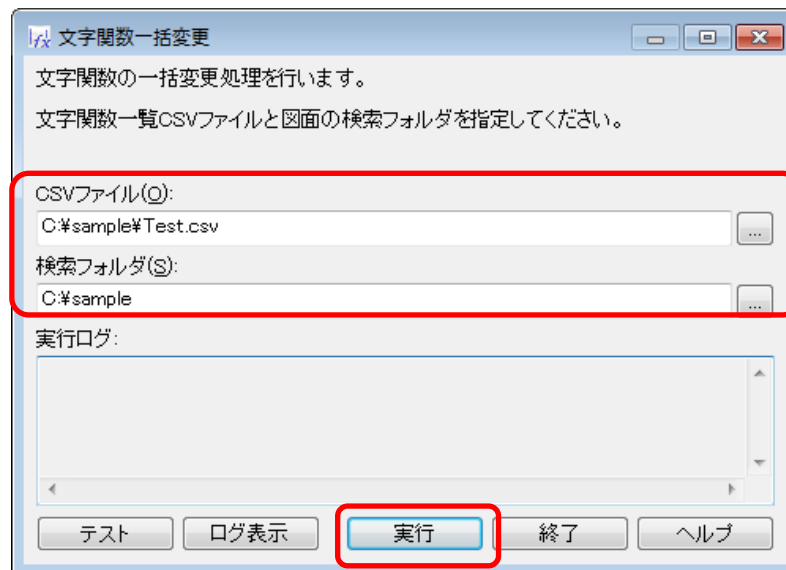 文字関数一括変更
文字関数の一括変更処理を行います。
文字関数一覧CSVファイルと図面の検索フォルダを指定してください。
CSVファイル(O):
C:¥sample¥Test.csv
...
検索フォルダ(S):
C:¥sample
...
実行ログ:
テスト ログ表示 実行 終了 ヘルプ